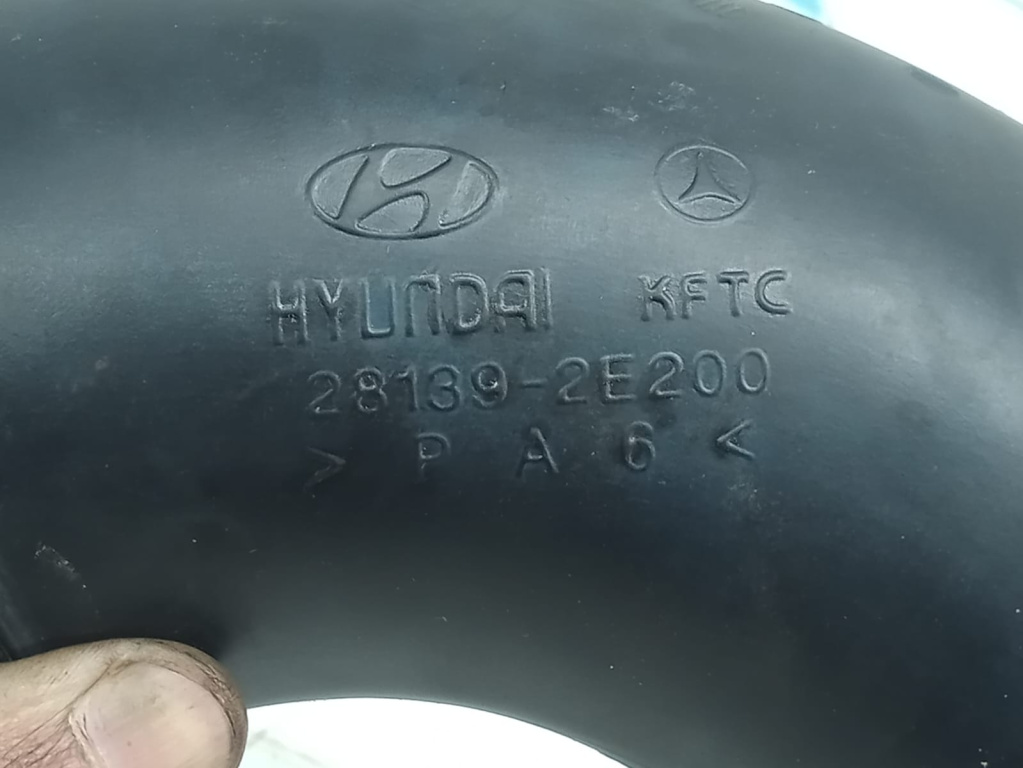 HYUNDAI KFTC
28139-2E200
> P A 6 <